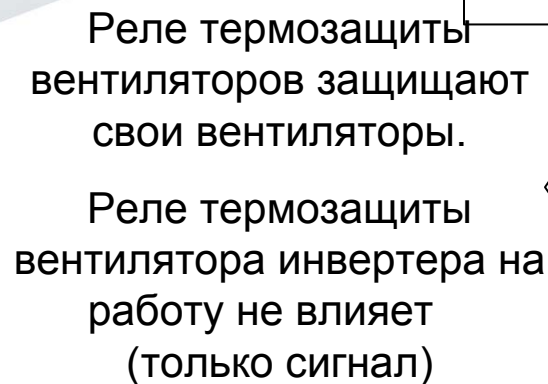 Реле термозащиты
вентиляторов защищают
свои вентиляторы.
Реле термозащиты
вентилятора инвертера на
работу не влияет
(только сигнал)